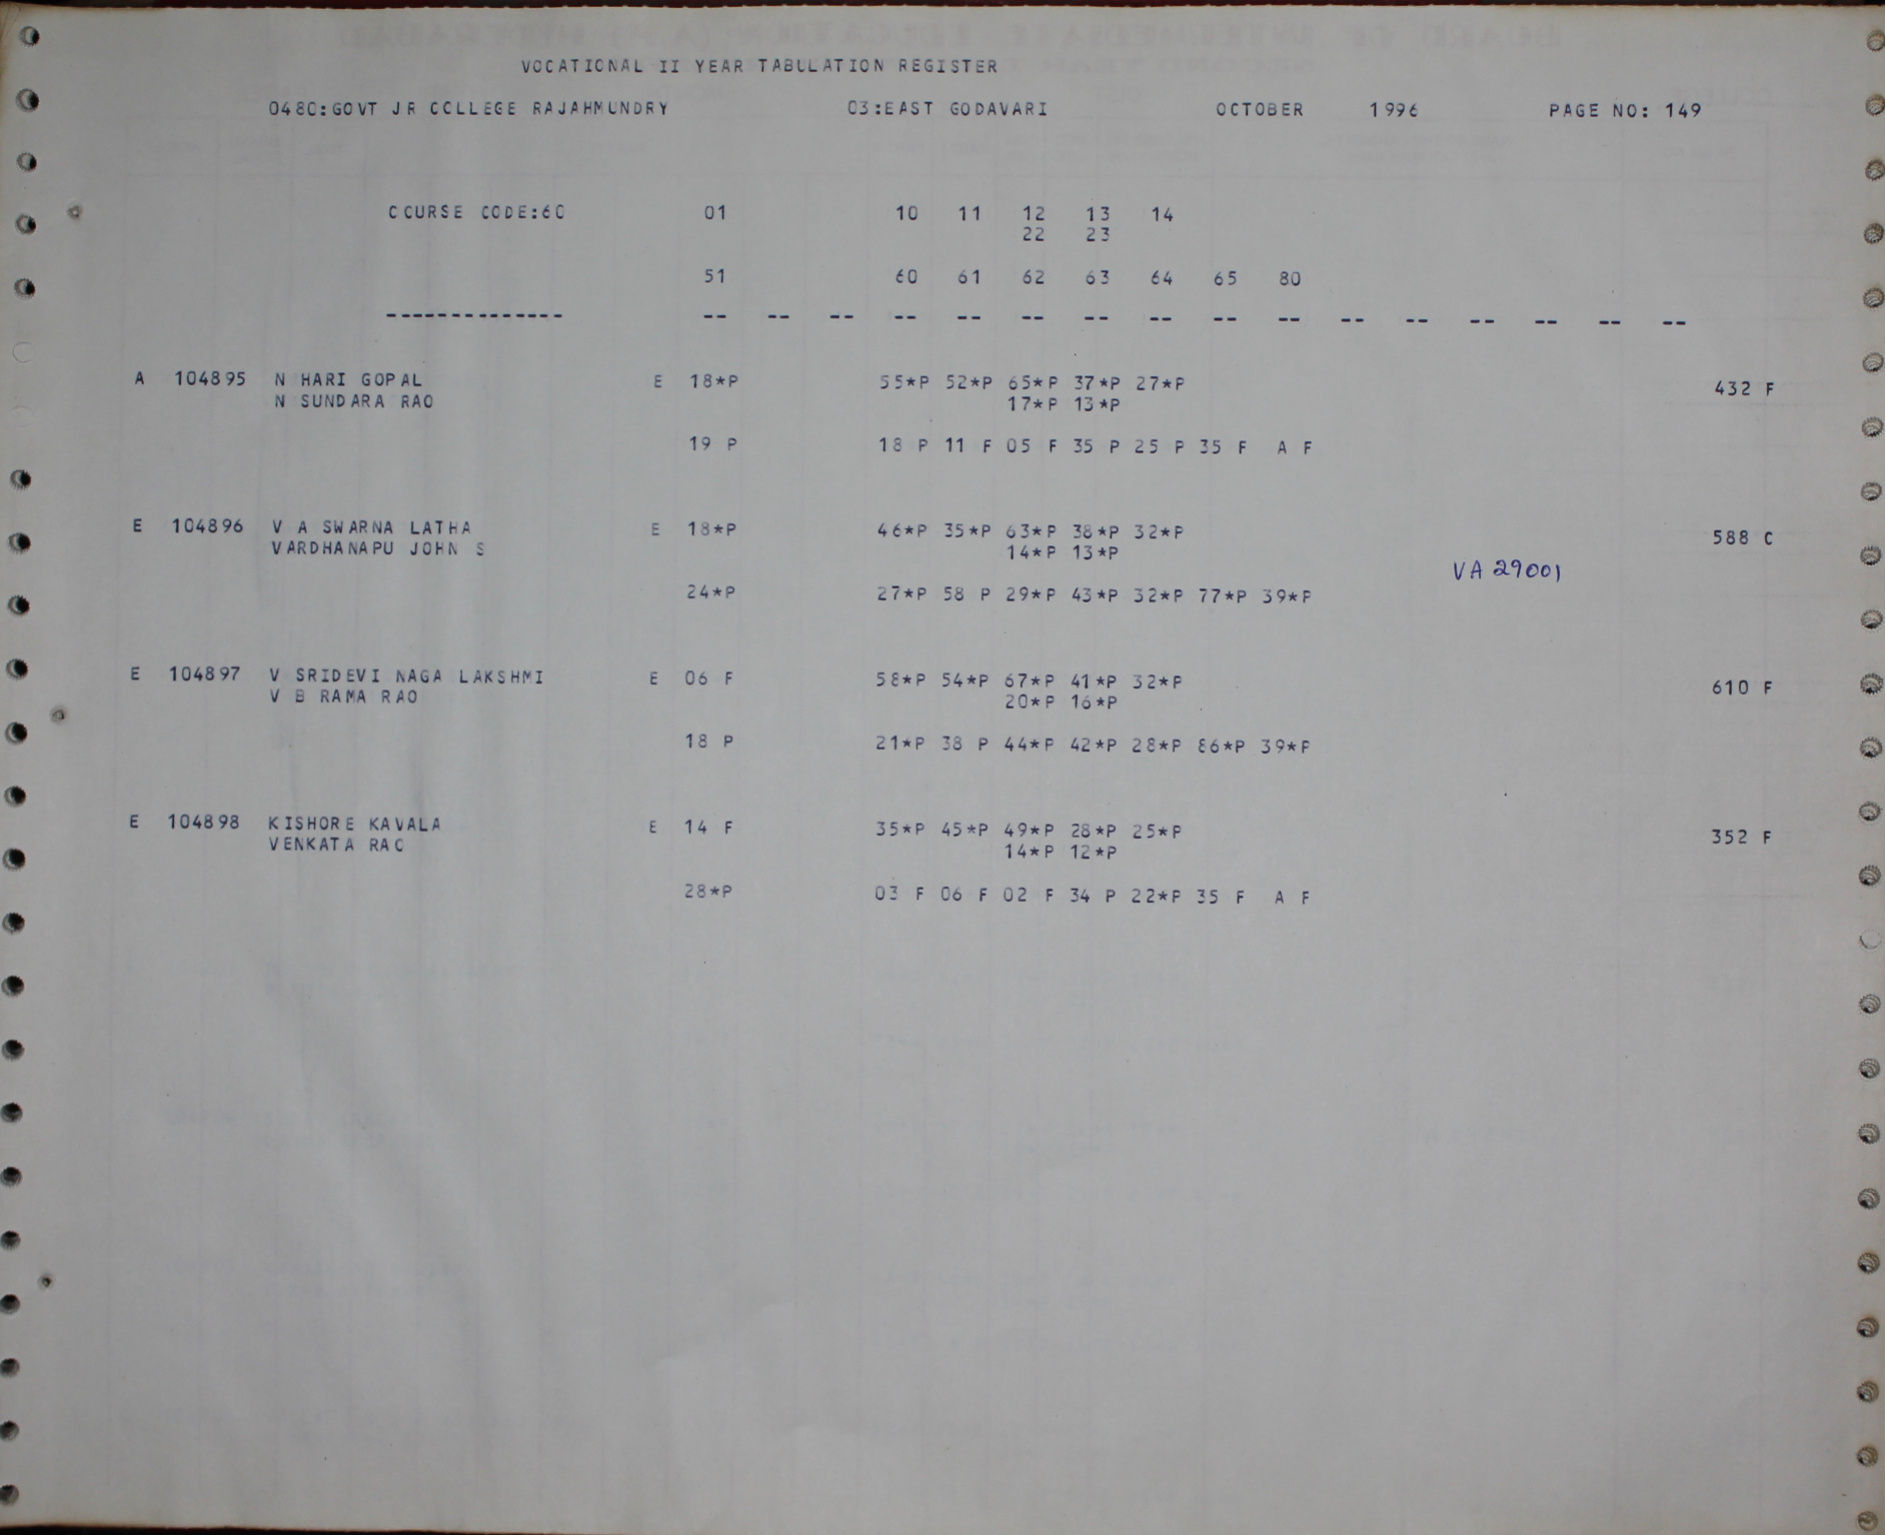 VOCATIONAL II YEAR TABULATION REGISTER
0480:GOVT JR COLLEGE RAJAHMUNDRY 03:EAST GODAVARI OCTOBER 1996 PAGE NO: 149
COURSE CODE:60 01 10 11 12 13 14
22 23
51 60 61 62 63 64 65 80
-------------- -- -- -- -- -- -- -- -- -- -- -- -- -- -- -- --
A 104895 N HARI GOPAL E 18*P 55*P 52*P 65*P 37*P 27*P 432 F
N SUNDARA RAO 17*P 13*P
19 P 18 P 11 F 05 F 35 P 25 P 35 F A F
E 104896 V A SWARNA LATHA E 18*P 46*P 35*P 63*P 38*P 32*P 588 C
VARDHANAPU JOHN S 14*P 13*P
VA 29001
24*P 27*P 58 P 29*P 43*P 32*P 77*P 39*P
E 104897 V SRIDEVI NAGA LAKSHMI E 06 F 58*P 54*P 67*P 41*P 32*P 610 F
V B RAMA RAO 20*P 16*P
18 P 21*P 38 P 44*P 42*P 28*P 86*P 39*P
E 104898 KISHORE KAVALA E 14 F 35*P 45*P 49*P 28*P 25*P 352 F
VENKATA RAO 14*P 12*P
28*P 03 F 06 F 02 F 34 P 22*P 35 F A F